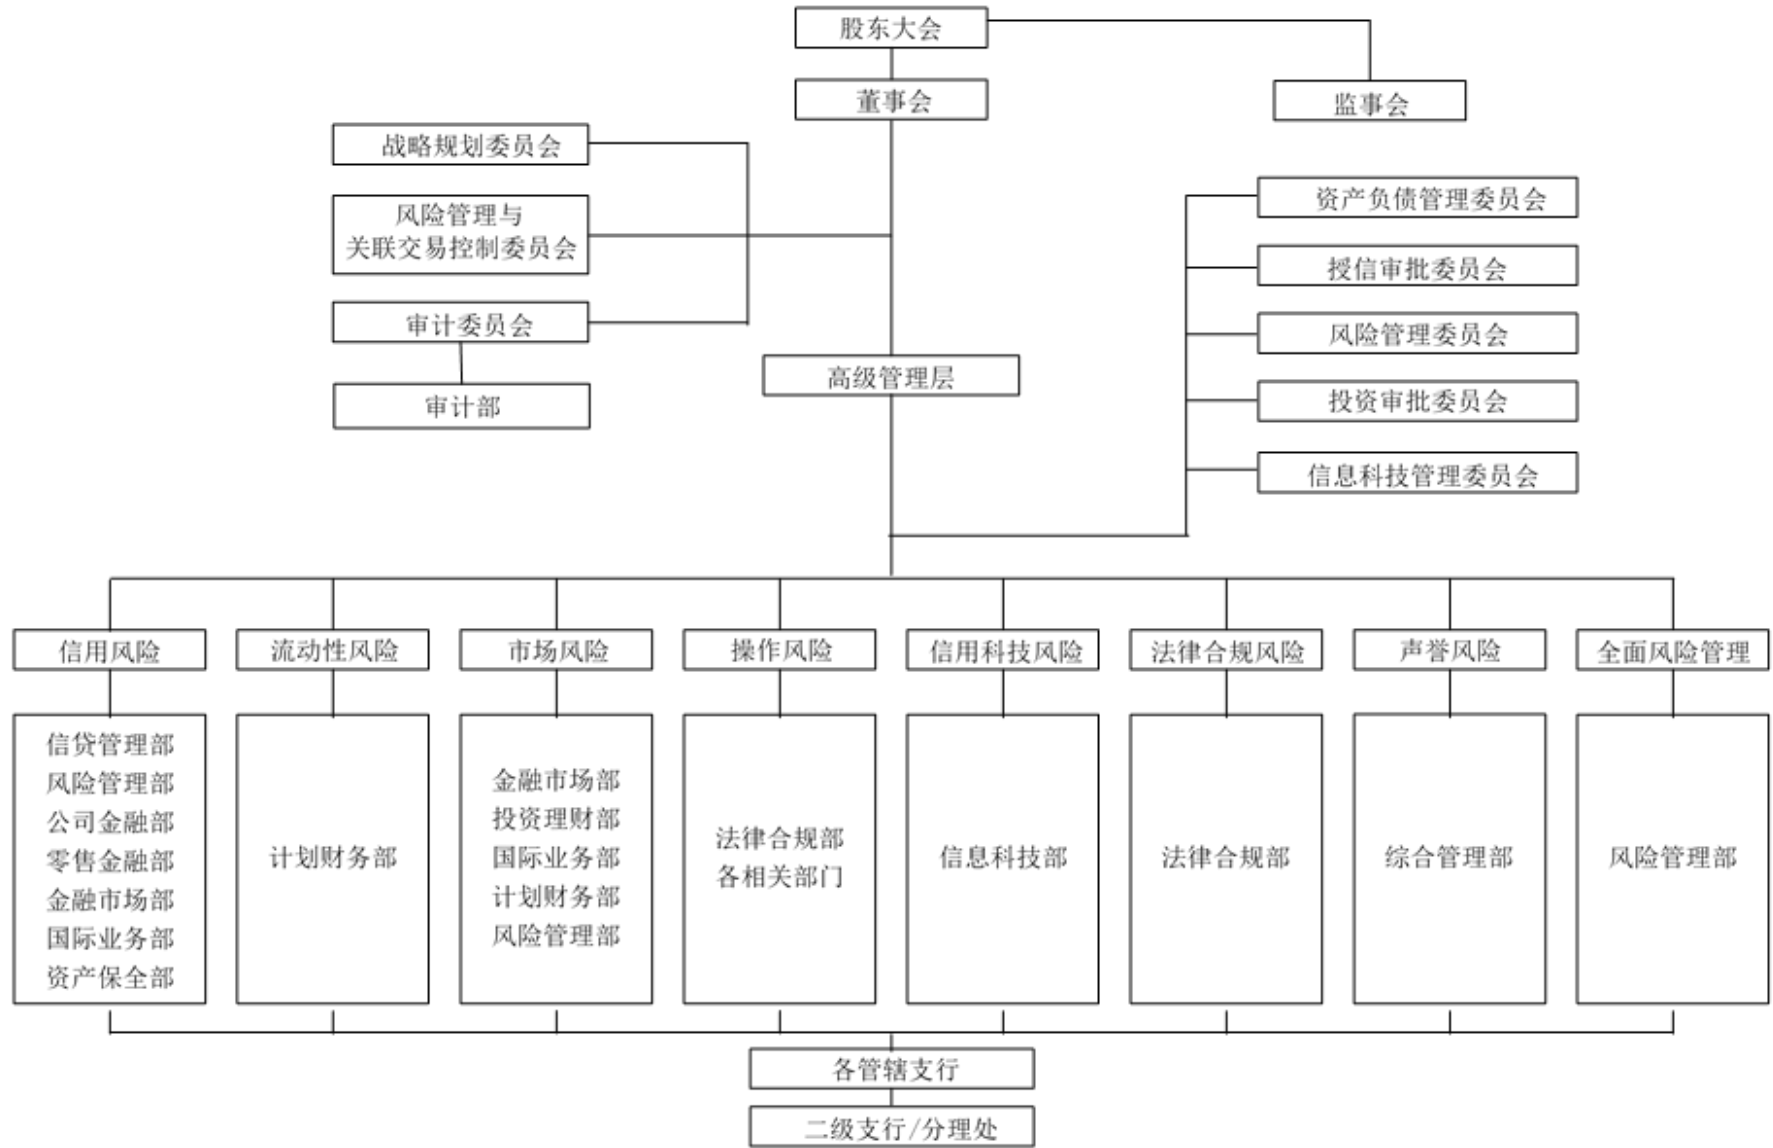 股东大会
董事会
监事会
战略规划委员会
风险管理与
关联交易控制委员会
审计委员会
审计部
高级管理层
资产负债管理委员会
授信审批委员会
风险管理委员会
投资审批委员会
信息科技管理委员会
信用风险
流动性风险
市场风险
操作风险
信用科技风险
法律合规风险
声誉风险
全面风险管理
信贷管理部
风险管理部
公司金融部
零售金融部
金融市场部
国际业务部
资产保全部
计划财务部
金融市场部
投资理财部
国际业务部
计划财务部
风险管理部
法律合规部
各相关部门
信息科技部
法律合规部
综合管理部
风险管理部
各管辖支行
二级支行/分理处